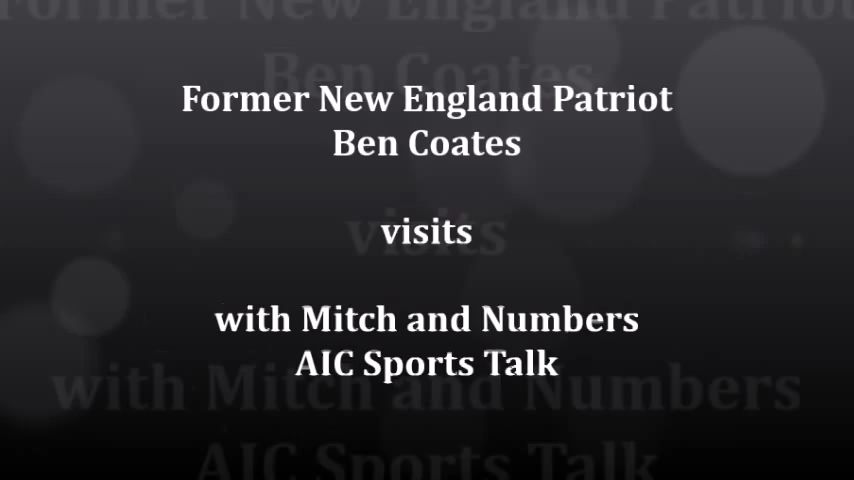 Former New England Patriot
Ben Coates
visits
with Mitch and Numbers
AIC Sports Talk